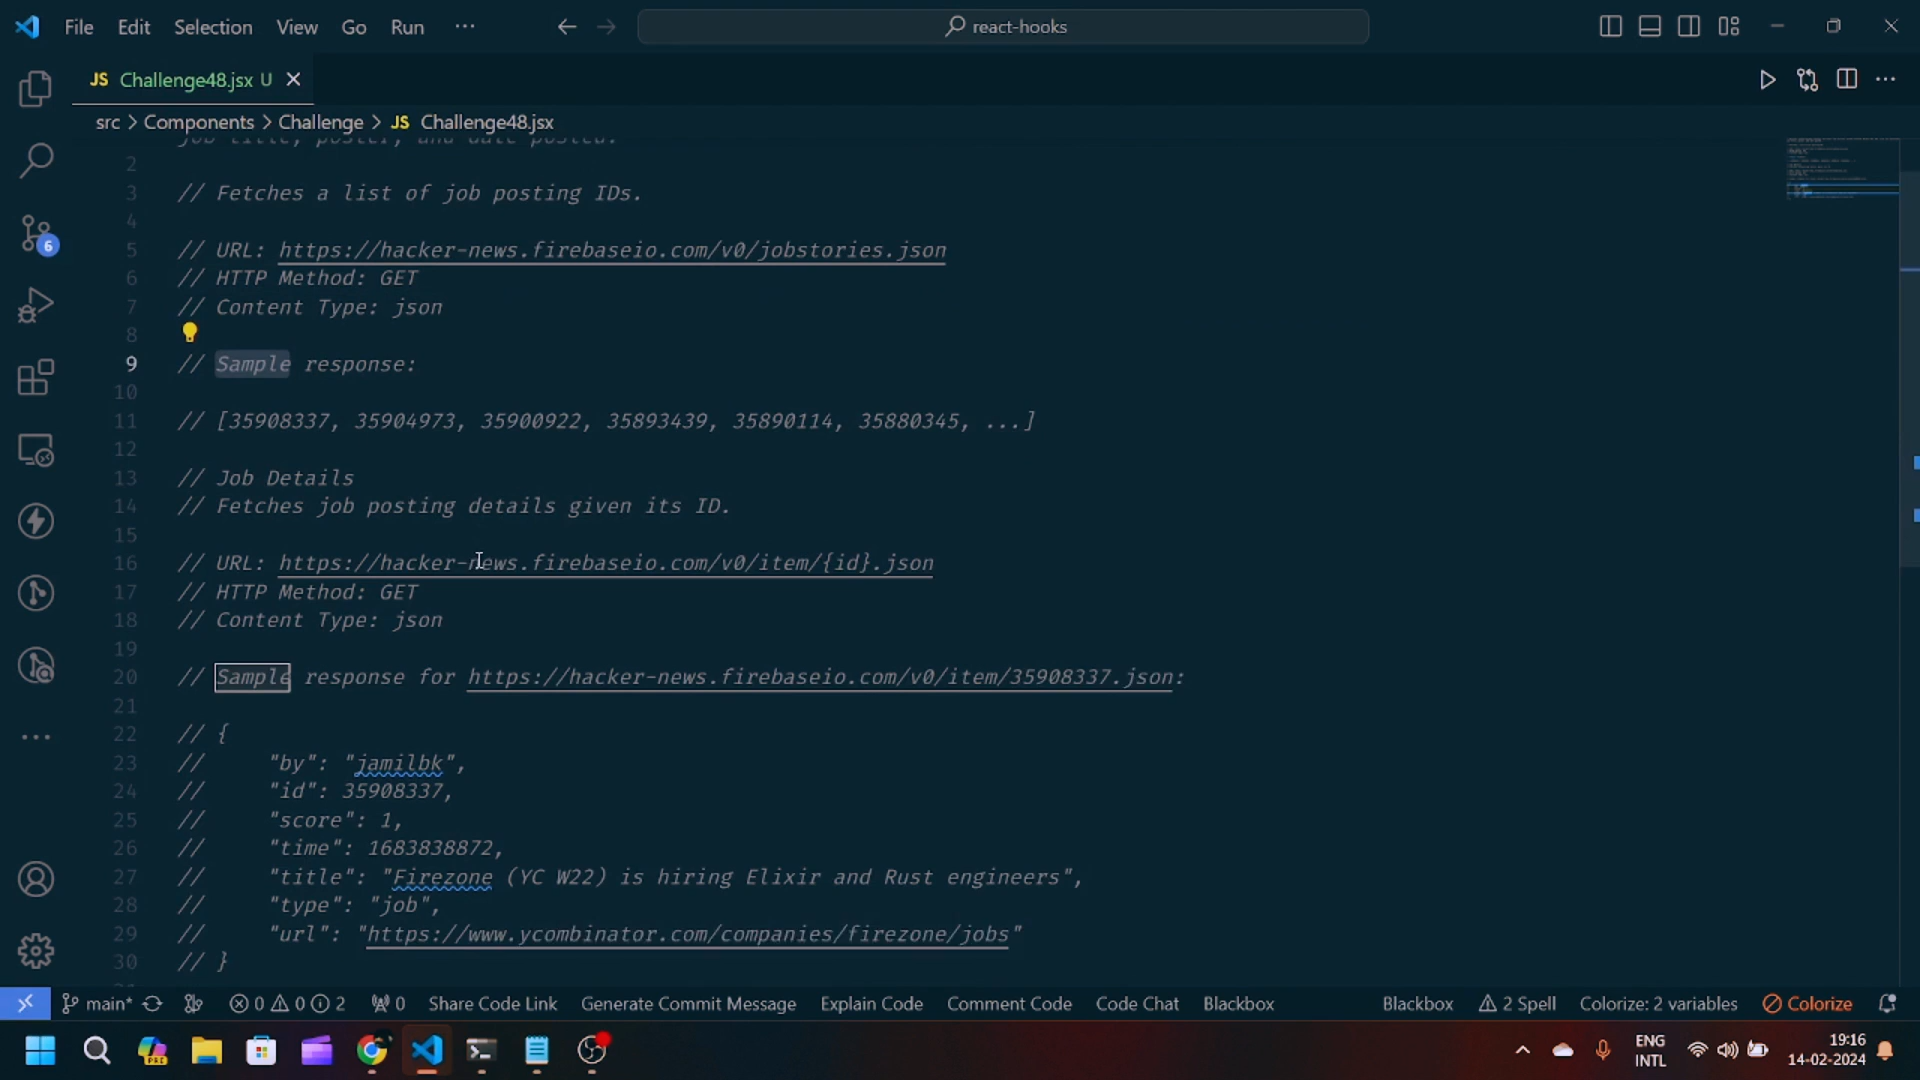 File Edit Selection View Go Run ··· react-hooks
JS Challenge48.jsx U
src > Components > Challenge > JS Challenge48.jsx
job title, poster, and date posted.
2
3 // Fetches a list of job posting IDs.
4
5 // URL: https://hacker-news.firebaseio.com/v0/jobstories.json
6 // HTTP Method: GET
7 // Content Type: json
8
9 // Sample response:
10
11 // [35908337, 35904973, 35900922, 35893439, 35890114, 35880345, ...]
12
13 // Job Details
14 // Fetches job posting details given its ID.
15
16 // URL: https://hacker-news.firebaseio.com/v0/item/{id}.json
17 // HTTP Method: GET
18 // Content Type: json
19
20 // Sample response for https://hacker-news.firebaseio.com/v0/item/35908337.json:
21
22 // {
23 // "by": "jamilbk",
24 // "id": 35908337,
25 // "score": 1,
26 // "time": 1683838872,
27 // "title": "Firezone (YC W22) is hiring Elixir and Rust engineers",
28 // "type": "job",
29 // "url": "https://www.ycombinator.com/companies/firezone/jobs"
30 // }
6
main* 0 0 2 0 Share Code Link Generate Commit Message Explain Code Comment Code Code Chat Blackbox Blackbox 2 Spell Colorize: 2 variables Colorize
PRE
ENG
INTL
19:16
14-02-2024